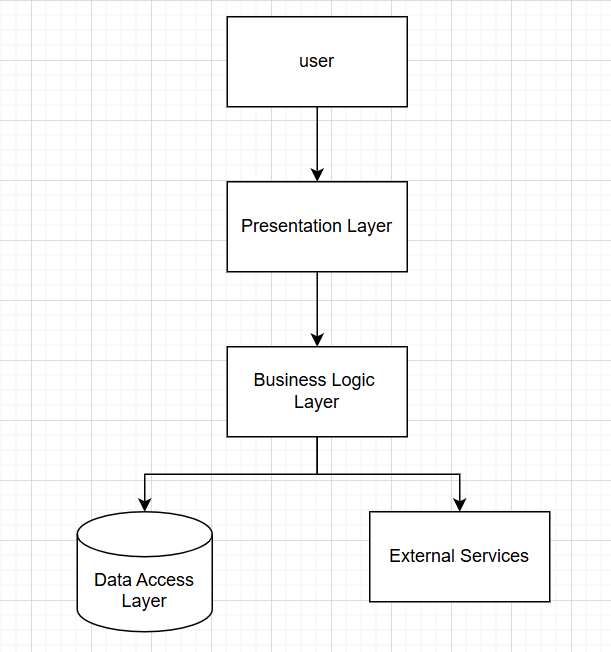 user
Presentation Layer
Business Logic
Layer
Data Access
Layer
External Services